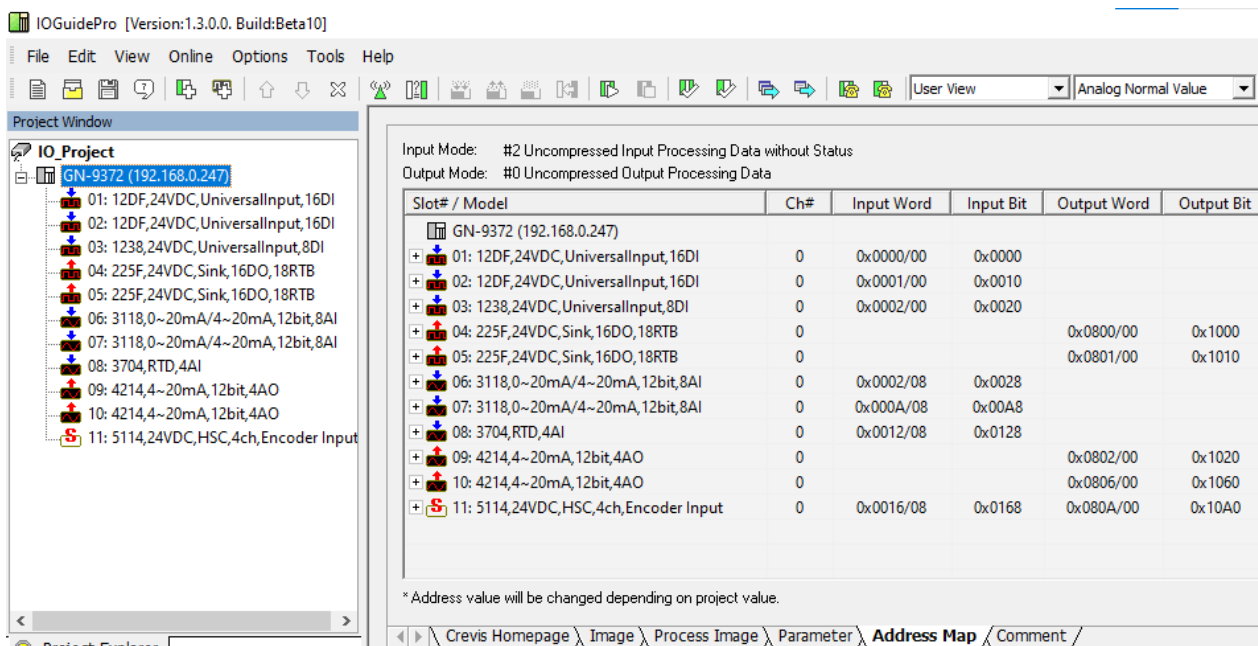 IOGuidePro [Version:1.3.0.0. Build:Beta10]
File Edit View Online Options Tools Help
User View Analog Normal Value
Project Window
IO_Project
GN-9372 (192.168.0.247)
01: 12DF,24VDC,UniversalInput,16DI
02: 12DF,24VDC,UniversalInput,16DI
03: 1238,24VDC,UniversalInput,8DI
04: 225F,24VDC,Sink,16DO,18RTB
05: 225F,24VDC,Sink,16DO,18RTB
06: 3118,0~20mA/4~20mA,12bit,8AI
07: 3118,0~20mA/4~20mA,12bit,8AI
08: 3704,RTD,4AI
09: 4214,4~20mA,12bit,4AO
10: 4214,4~20mA,12bit,4AO
11: 5114,24VDC,HSC,4ch,Encoder Input
Project Explorer
Input Mode: #2 Uncompressed Input Processing Data without Status
Output Mode: #0 Uncompressed Output Processing Data
Slot# / Model Ch# Input Word Input Bit Output Word Output Bit
GN-9372 (192.168.0.247)
01: 12DF,24VDC,UniversalInput,16DI 0 0x0000/00 0x0000
02: 12DF,24VDC,UniversalInput,16DI 0 0x0001/00 0x0010
03: 1238,24VDC,UniversalInput,8DI 0 0x0002/00 0x0020
04: 225F,24VDC,Sink,16DO,18RTB 0 0x0800/00 0x1000
05: 225F,24VDC,Sink,16DO,18RTB 0 0x0801/00 0x1010
06: 3118,0~20mA/4~20mA,12bit,8AI 0 0x0002/08 0x0028
07: 3118,0~20mA/4~20mA,12bit,8AI 0 0x000A/08 0x00A8
08: 3704,RTD,4AI 0 0x0012/08 0x0128
09: 4214,4~20mA,12bit,4AO 0 0x0802/00 0x1020
10: 4214,4~20mA,12bit,4AO 0 0x0806/00 0x1060
11: 5114,24VDC,HSC,4ch,Encoder Input 0 0x0016/08 0x0168 0x080A/00 0x10A0
* Address value will be changed depending on project value.
Crevis Homepage Image Process Image Parameter Address Map Comment